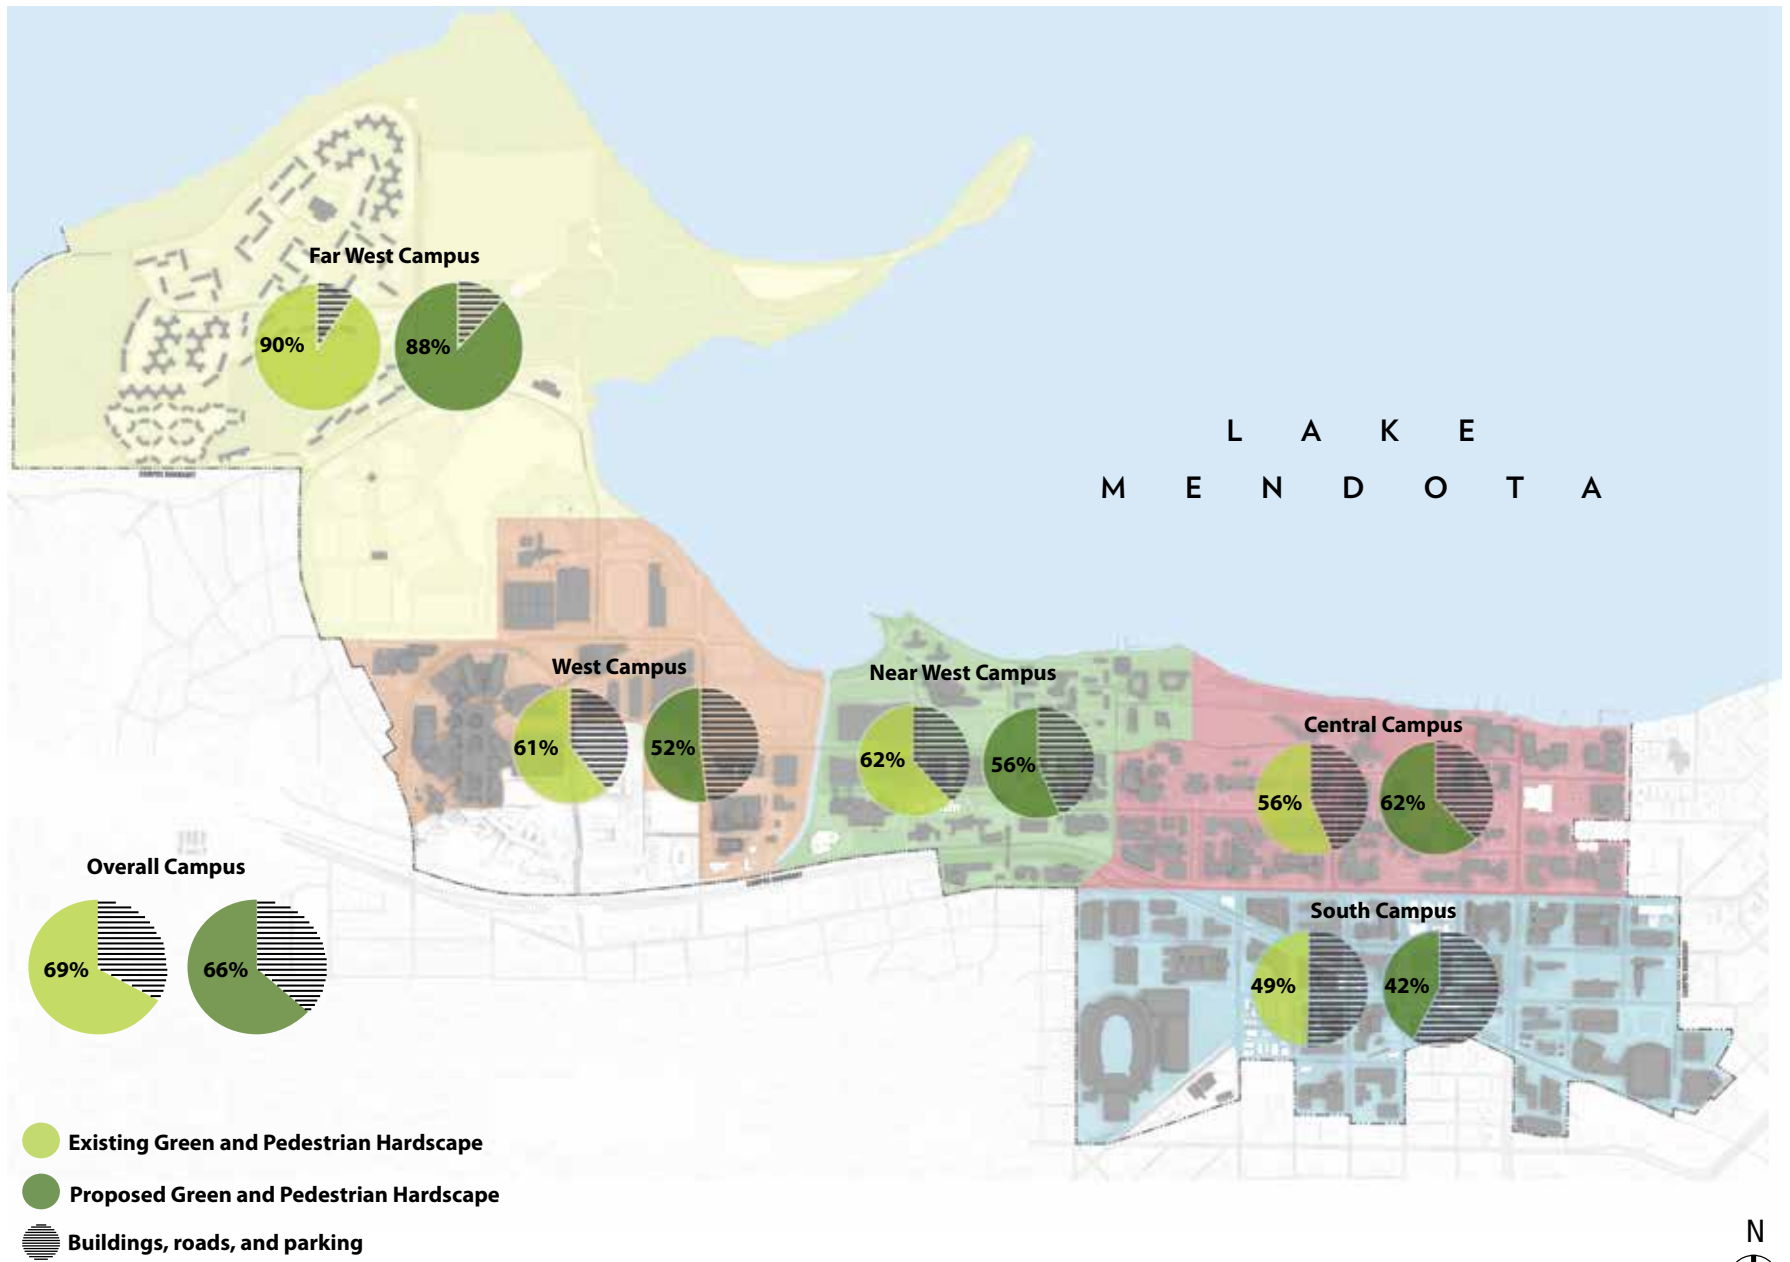 Far West Campus
90%
88%
L A K E
M E N D O T A
West Campus
61%
52%
Near West Campus
62%
56%
Central Campus
56%
62%
South Campus
49%
42%
Overall Campus
69%
66%
Existing Green and Pedestrian Hardscape
Proposed Green and Pedestrian Hardscape
Buildings, roads, and parking
N